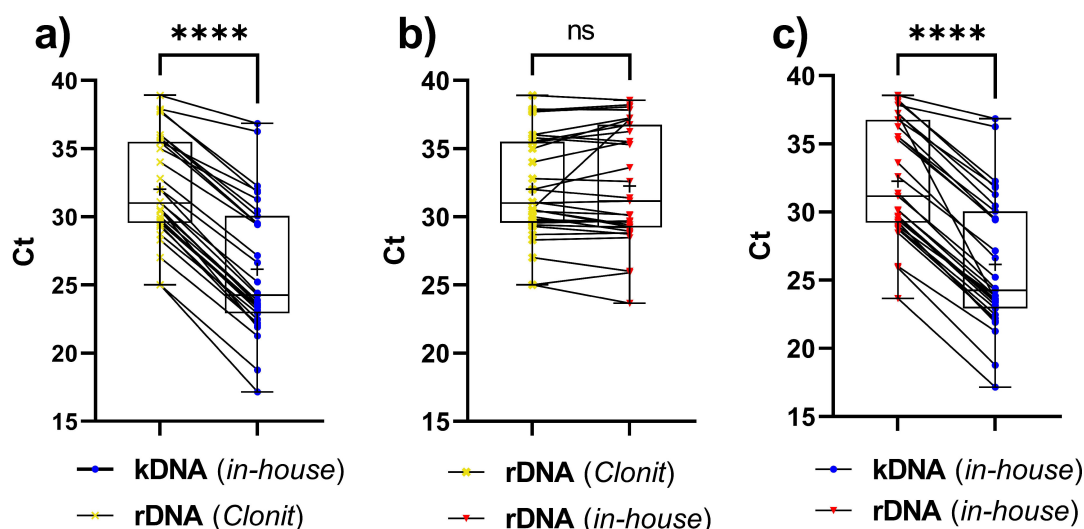 a)
****
Ct
40
35
30
25
20
15
kDNA (in-house)
rDNA (Clonit)
b)
ns
Ct
40
35
30
25
20
15
rDNA (Clonit)
rDNA (in-house)
c)
****
Ct
40
35
30
25
20
15
kDNA (in-house)
rDNA (in-house)